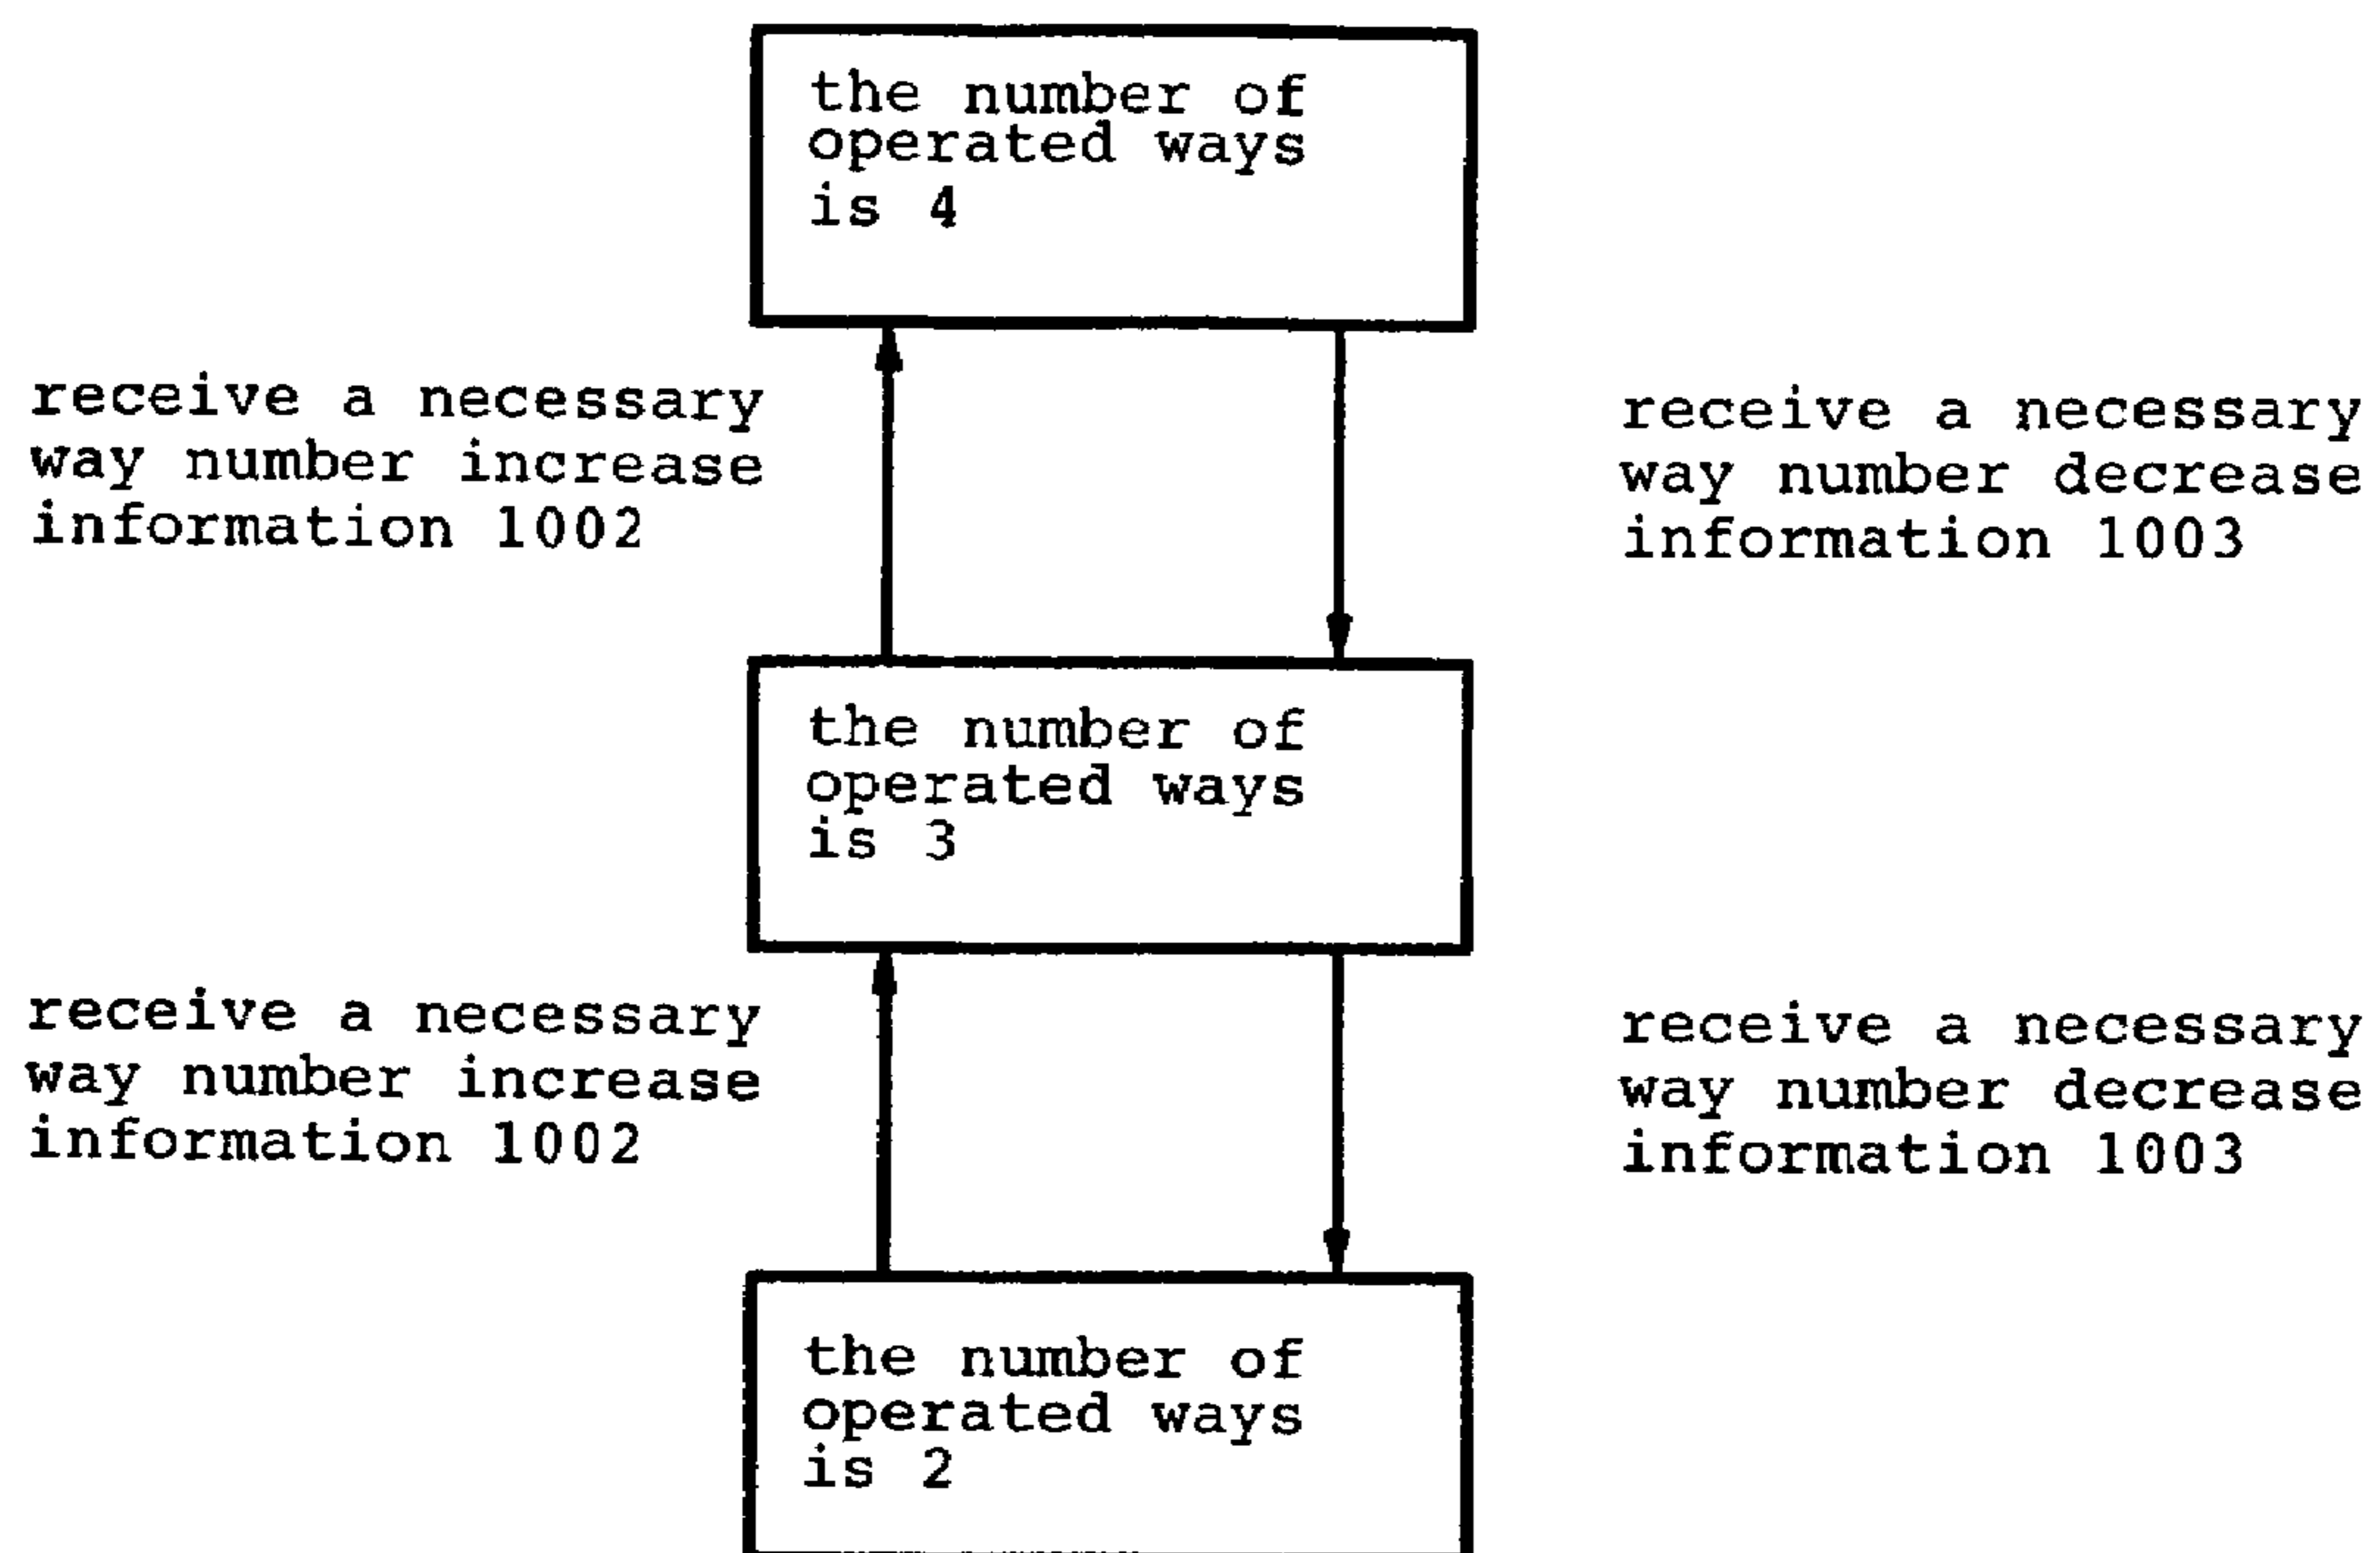 the number of
operated ways
is 4
receive a necessary
way number increase
information 1002
receive a necessary
way number decrease
information 1003
the number of
operated ways
is 3
receive a necessary
way number increase
information 1002
receive a necessary
way number decrease
information 1003
the number of
operated ways
is 2